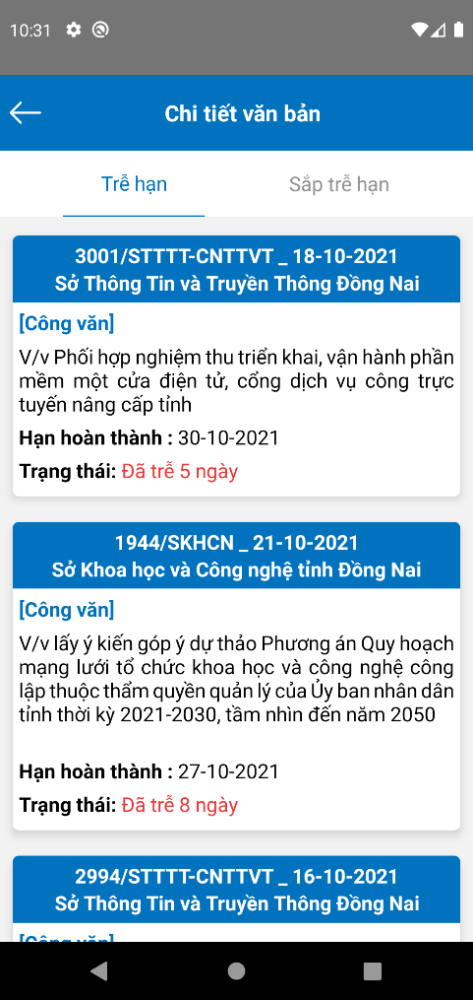 10:31
Chi tiết văn bản
Trễ hạn
Sắp trễ hạn
3001/STTTT-CNTTVT _ 18-10-2021
Sở Thông Tin và Truyền Thông Đồng Nai
[Công văn]
V/v Phối hợp nghiệm thu triển khai, vận hành phần
mềm một cửa điện tử, cổng dịch vụ công trực
tuyến nâng cấp tỉnh
Hạn hoàn thành : 30-10-2021
Trạng thái: Đã trễ 5 ngày
1944/SKHCN _ 21-10-2021
Sở Khoa học và Công nghệ tỉnh Đồng Nai
[Công văn]
V/v lấy ý kiến góp ý dự thảo Phương án Quy hoạch
mạng lưới tổ chức khoa học và công nghệ công
lập thuộc thẩm quyền quản lý của Ủy ban nhân dân
tỉnh thời kỳ 2021-2030, tầm nhìn đến năm 2050
Hạn hoàn thành : 27-10-2021
Trạng thái: Đã trễ 8 ngày
2994/STTTT-CNTTVT _ 16-10-2021
Sở Thông Tin và Truyền Thông Đồng Nai